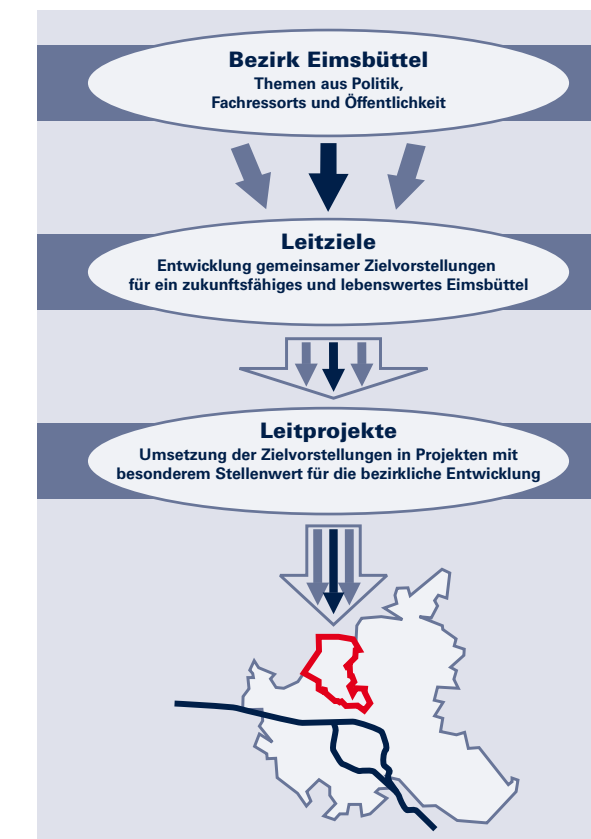 Bezirk Eimsbüttel
Themen aus Politik,
Fachressorts und Öffentlichkeit
Leitziele
Entwicklung gemeinsamer Zielvorstellungen
für ein zukunftsfähiges und lebenswertes Eimsbüttel
Leitprojekte
Umsetzung der Zielvorstellungen in Projekten mit
besonderem Stellenwert für die bezirkliche Entwicklung